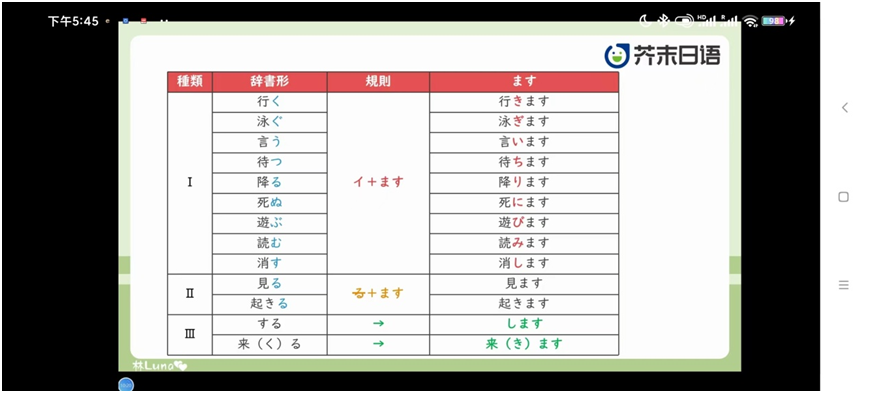 下午5:45
98
芥末日语
種類 辞書形 規則 ます
行く 行きます
泳ぐ 泳ぎます
言う 言います
待つ 待ちます
Ⅰ 降る イ+ます 降ります
死ぬ 死にます
遊ぶ 遊びます
読む 読みます
消す 消します
Ⅱ 見る る+ます 見ます
起きる 起きます
Ⅲ する → します
来(く)る → 来(き)ます
林Luna